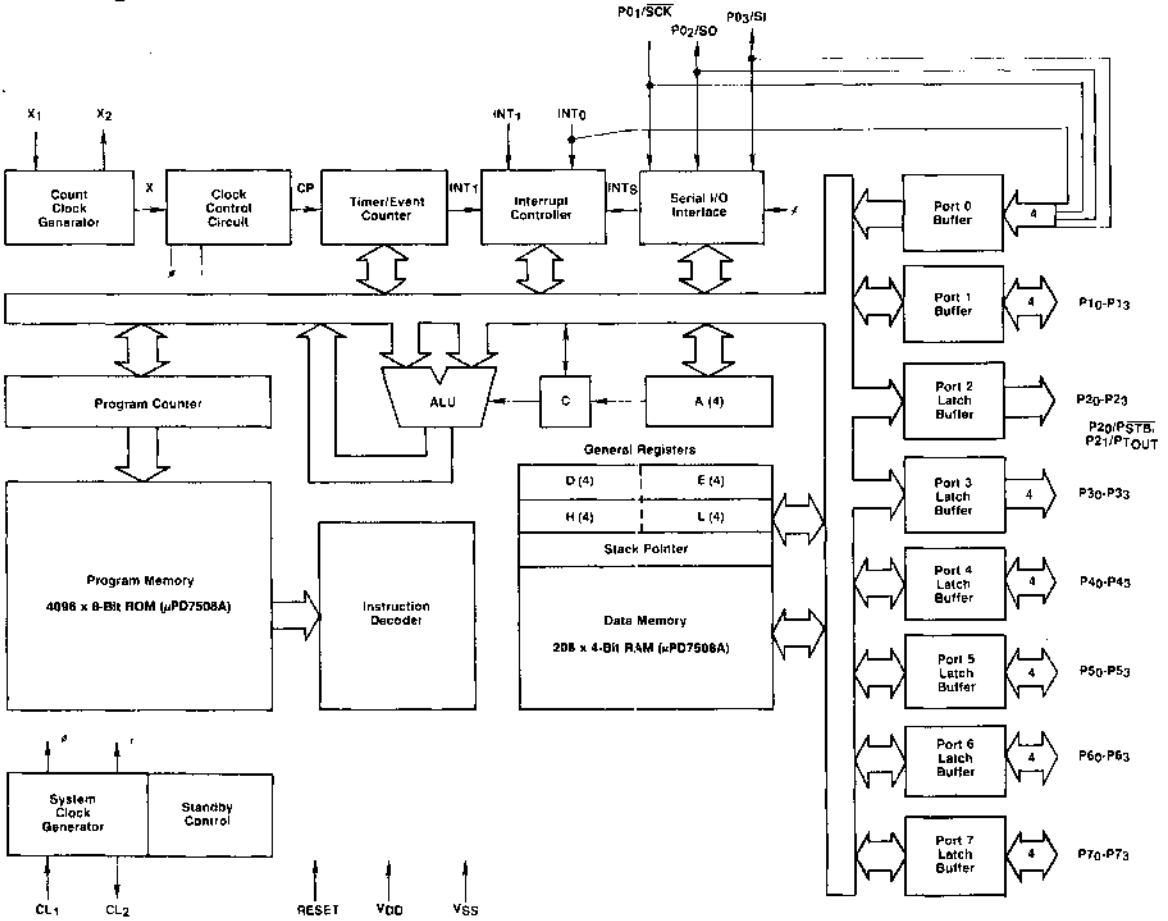 P01/SCK
P02/SO
P03/SI
X1
X2
INT1
INT0
Count
Clock
Generator
X
Clock
Control
Circuit
CP
Timer/Event
Counter
INTT
Interrupt
Controller
INTS
Serial I/O
Interface
Port 0
Buffer
4
Port 1
Buffer
4
P10-P13
Program Counter
ALU
C
A (4)
Port 2
Latch
Buffer
P20-P23
P20/PSTB,
P21/PTOUT
General Registers
D (4)
E (4)
H (4)
L (4)
Stack Pointer
Port 3
Latch
Buffer
4
P30-P33
Program Memory
4096 x 8-Bit ROM (µPD7508A)
Instruction
Decoder
Data Memory
208 x 4-Bit RAM (µPD7508A)
Port 4
Latch
Buffer
4
P40-P43
Port 5
Latch
Buffer
4
P50-P53
ø
System
Clock
Generator
Standby
Control
Port 6
Latch
Buffer
4
P60-P63
Port 7
Latch
Buffer
4
P70-P73
CL1
CL2
RESET
VDD
VSS